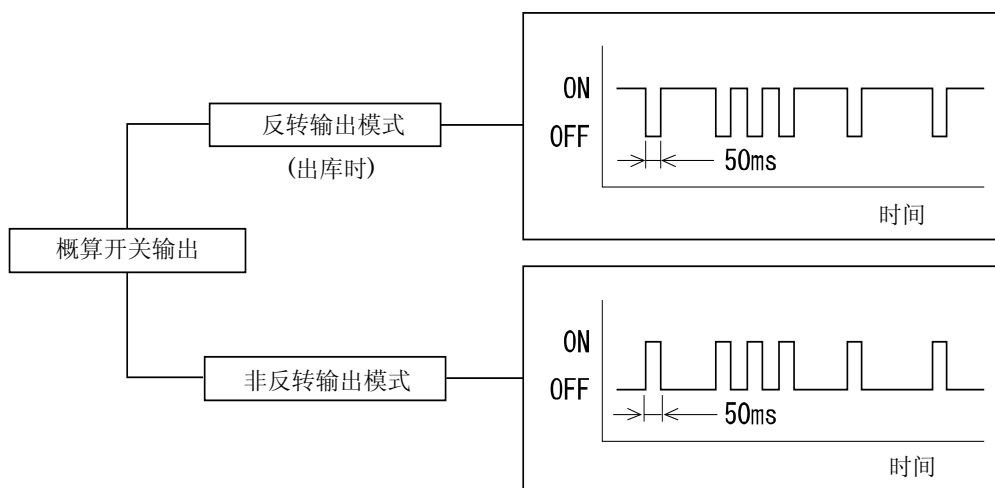 ON
反转输出模式
OFF
(出库时)
50ms
时间
概算开关输出
ON
非反转输出模式
OFF
50ms
时间